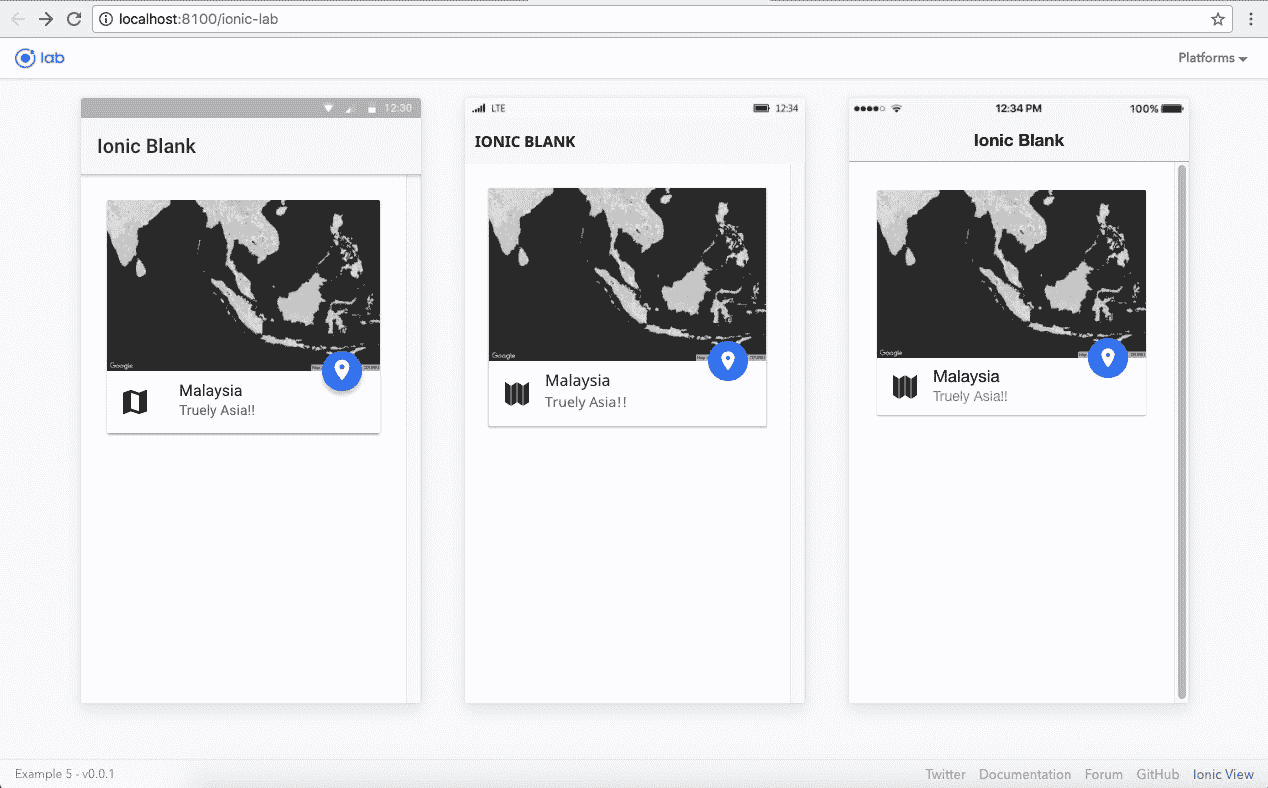 localhost:8100/ionic-lab
lab
Platforms
12:30
Ionic Blank
Google
Malaysia
Truely Asia!!
LTE
12:34
IONIC BLANK
Google
Malaysia
Truely Asia!!
12:34 PM
100%
Ionic Blank
Google
Malaysia
Truely Asia!!
Example 5 - v0.0.1
Twitter Documentation Forum GitHub Ionic View